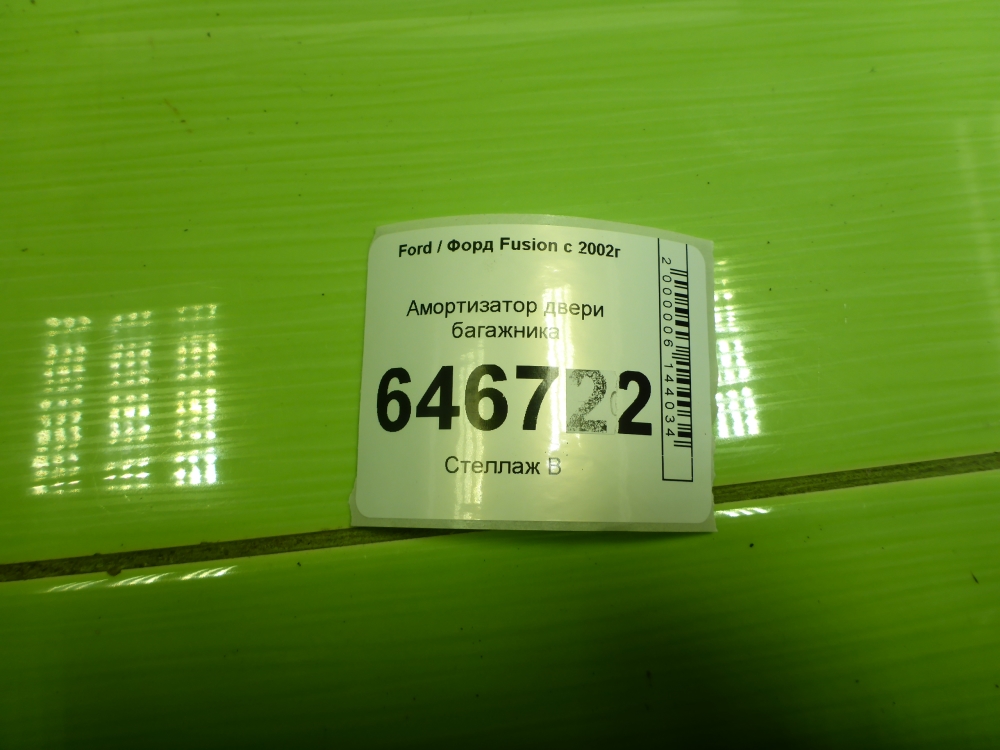 Ford / Форд Fusion с 2002г
Амортизатор двери
багажника
646722
Стеллаж В
2000006144034